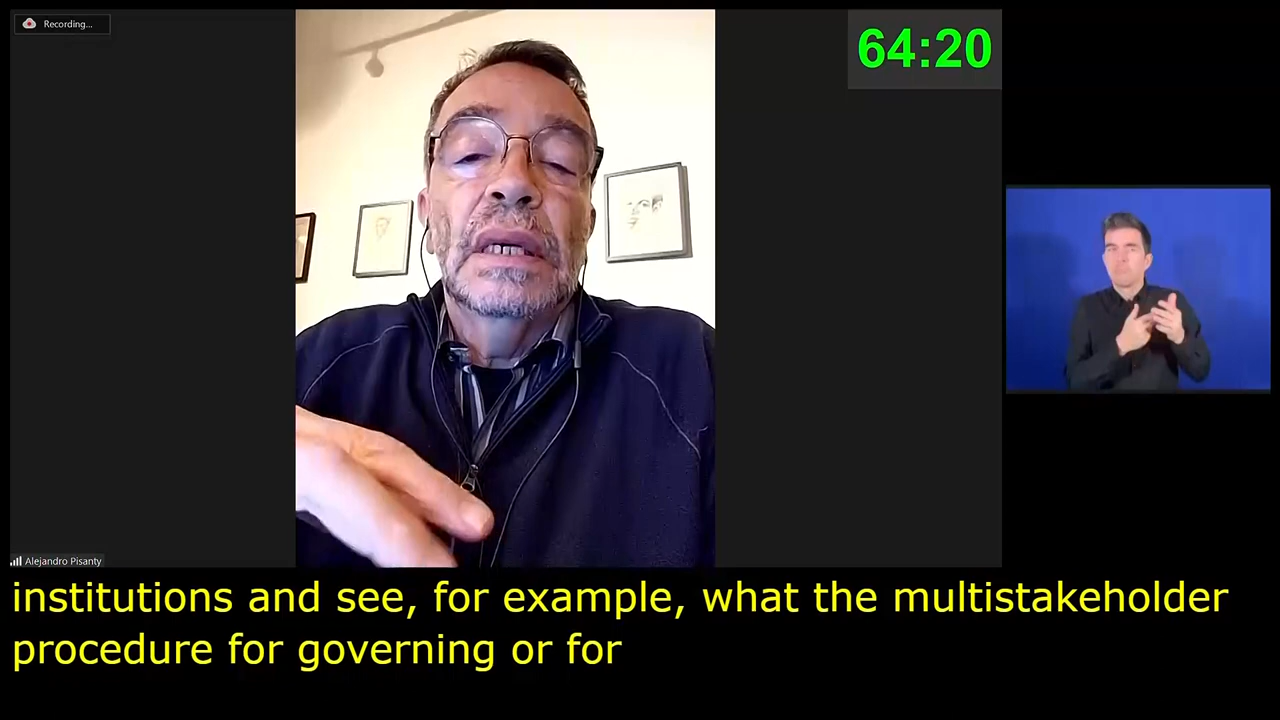 Recording...
64:20
Alejandro Pisanty
institutions and see, for example, what the multistakeholder
procedure for governing or for